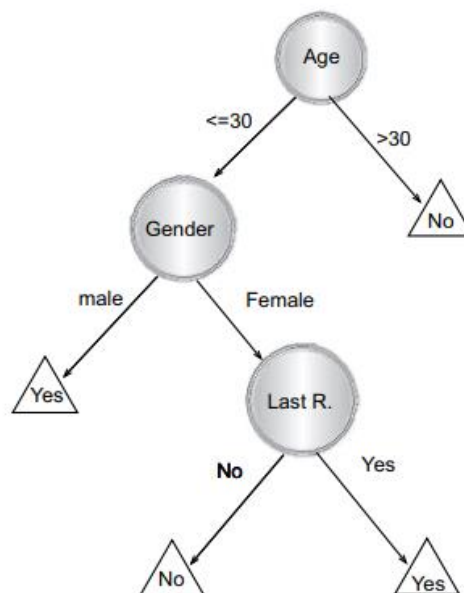 Age
<=30
>30
No
Gender
male
Female
Yes
Last R.
No
Yes
No
Yes